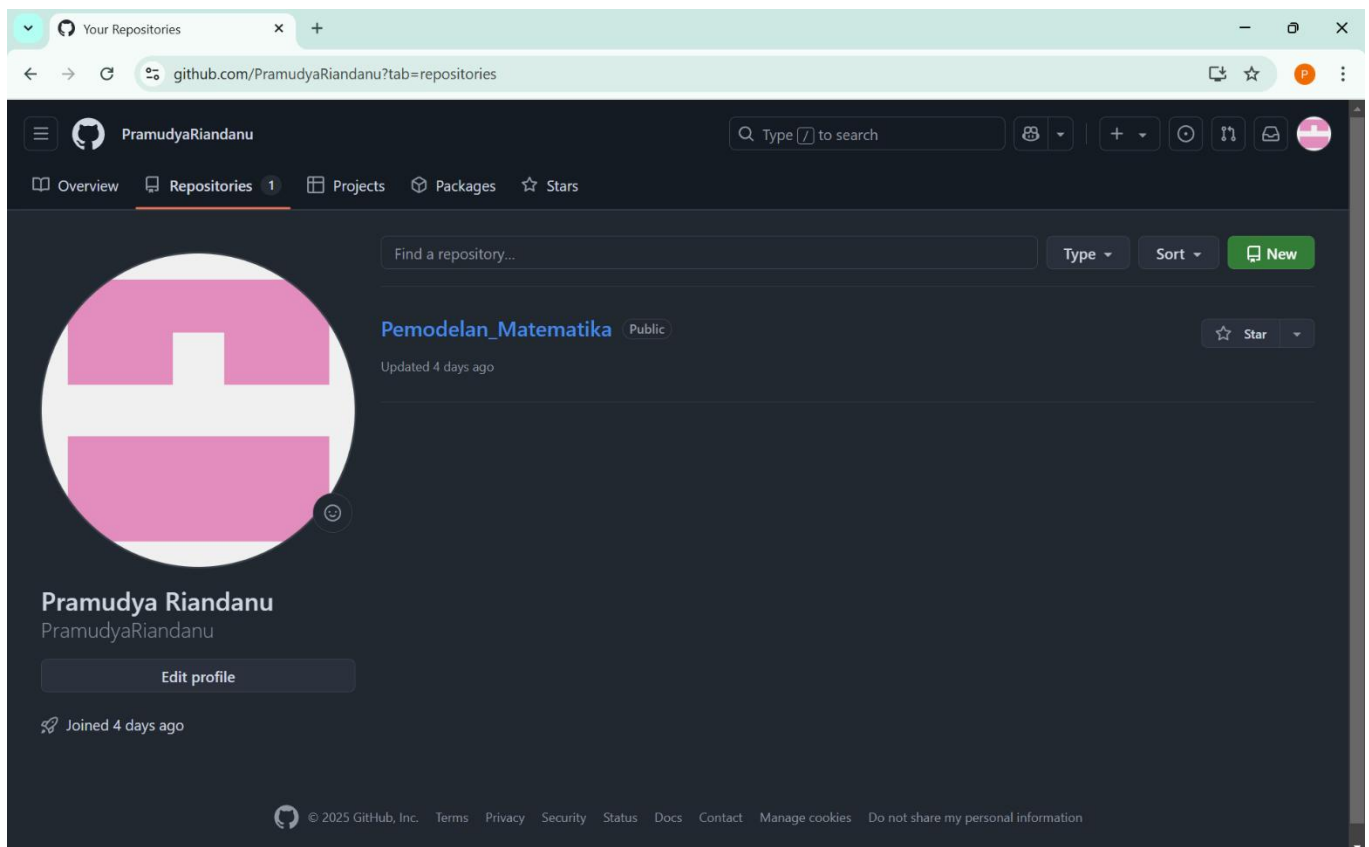 Your Repositories
github.com/PramudyaRiandanu?tab=repositories
P
PramudyaRiandanu
Type / to search
Overview Repositories 1 Projects Packages Stars
Find a repository...
Type Sort New
Pemodelan_Matematika Public
Star
Updated 4 days ago
Pramudya Riandanu
PramudyaRiandanu
Edit profile
Joined 4 days ago
© 2025 GitHub, Inc. Terms Privacy Security Status Docs Contact Manage cookies Do not share my personal information